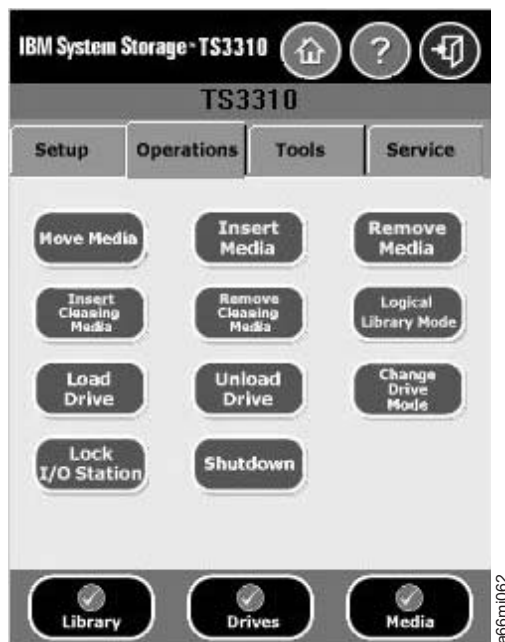 IBM System Storage™ TS3310
?
TS3310
Setup
Operations
Tools
Service
Move Media
Insert
Media
Remove
Media
Insert
Cleaning
Media
Remove
Cleaning
Media
Logical
Library Mode
Load
Drive
Unload
Drive
Change
Drive
Mode
Lock
I/O Station
Shutdown
Library
Drives
Media
a66mi062